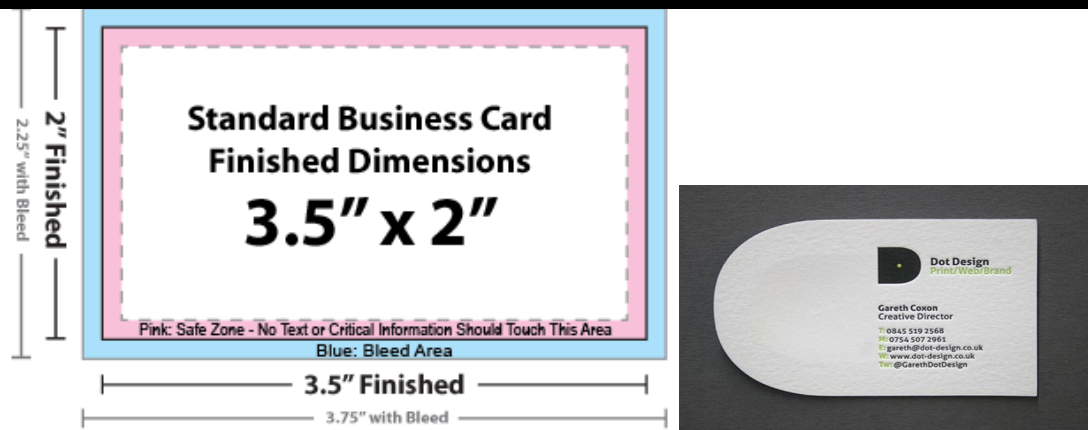 2.25" with Bleed
2" Finished
Standard Business Card
Finished Dimensions
3.5" x 2"
Pink: Safe Zone - No Text or Critical Information Should Touch This Area
Blue: Bleed Area
3.5" Finished
3.75" with Bleed
Dot Design
Print/Web/Brand
Gareth Coxon
Creative Director
T: 0845 519 2568
M: 0754 507 2961
E: gareth@dot-design.co.uk
W: www.dot-design.co.uk
Tw: @GarethDotDesign